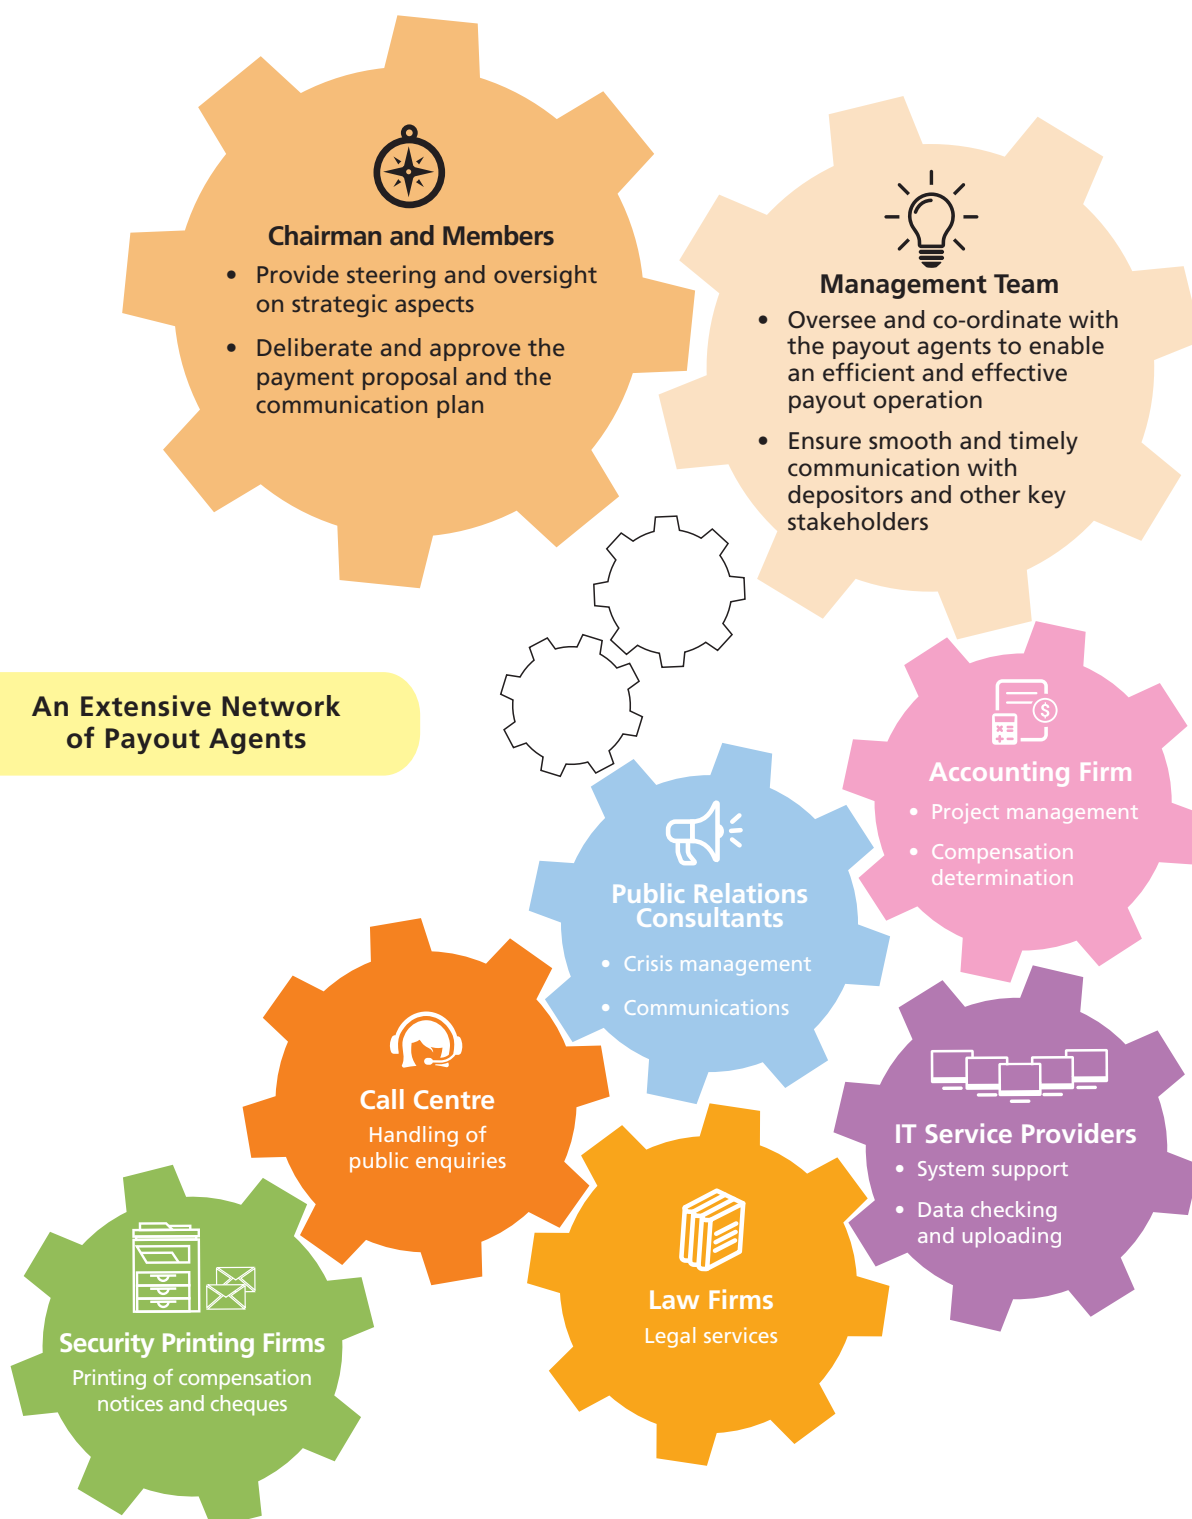 Chairman and Members
• Provide steering and oversight
on strategic aspects
• Deliberate and approve the
payment proposal and the
communication plan
Management Team
• Oversee and co-ordinate with
the payout agents to enable
an efficient and effective
payout operation
• Ensure smooth and timely
communication with
depositors and other key
stakeholders
An Extensive Network
of Payout Agents
$
Accounting Firm
• Project management
• Compensation
determination
Public Relations
Consultants
• Crisis management
• Communications
Call Centre
Handling of
public enquiries
IT Service Providers
• System support
• Data checking
and uploading
Law Firms
Legal services
Security Printing Firms
Printing of compensation
notices and cheques